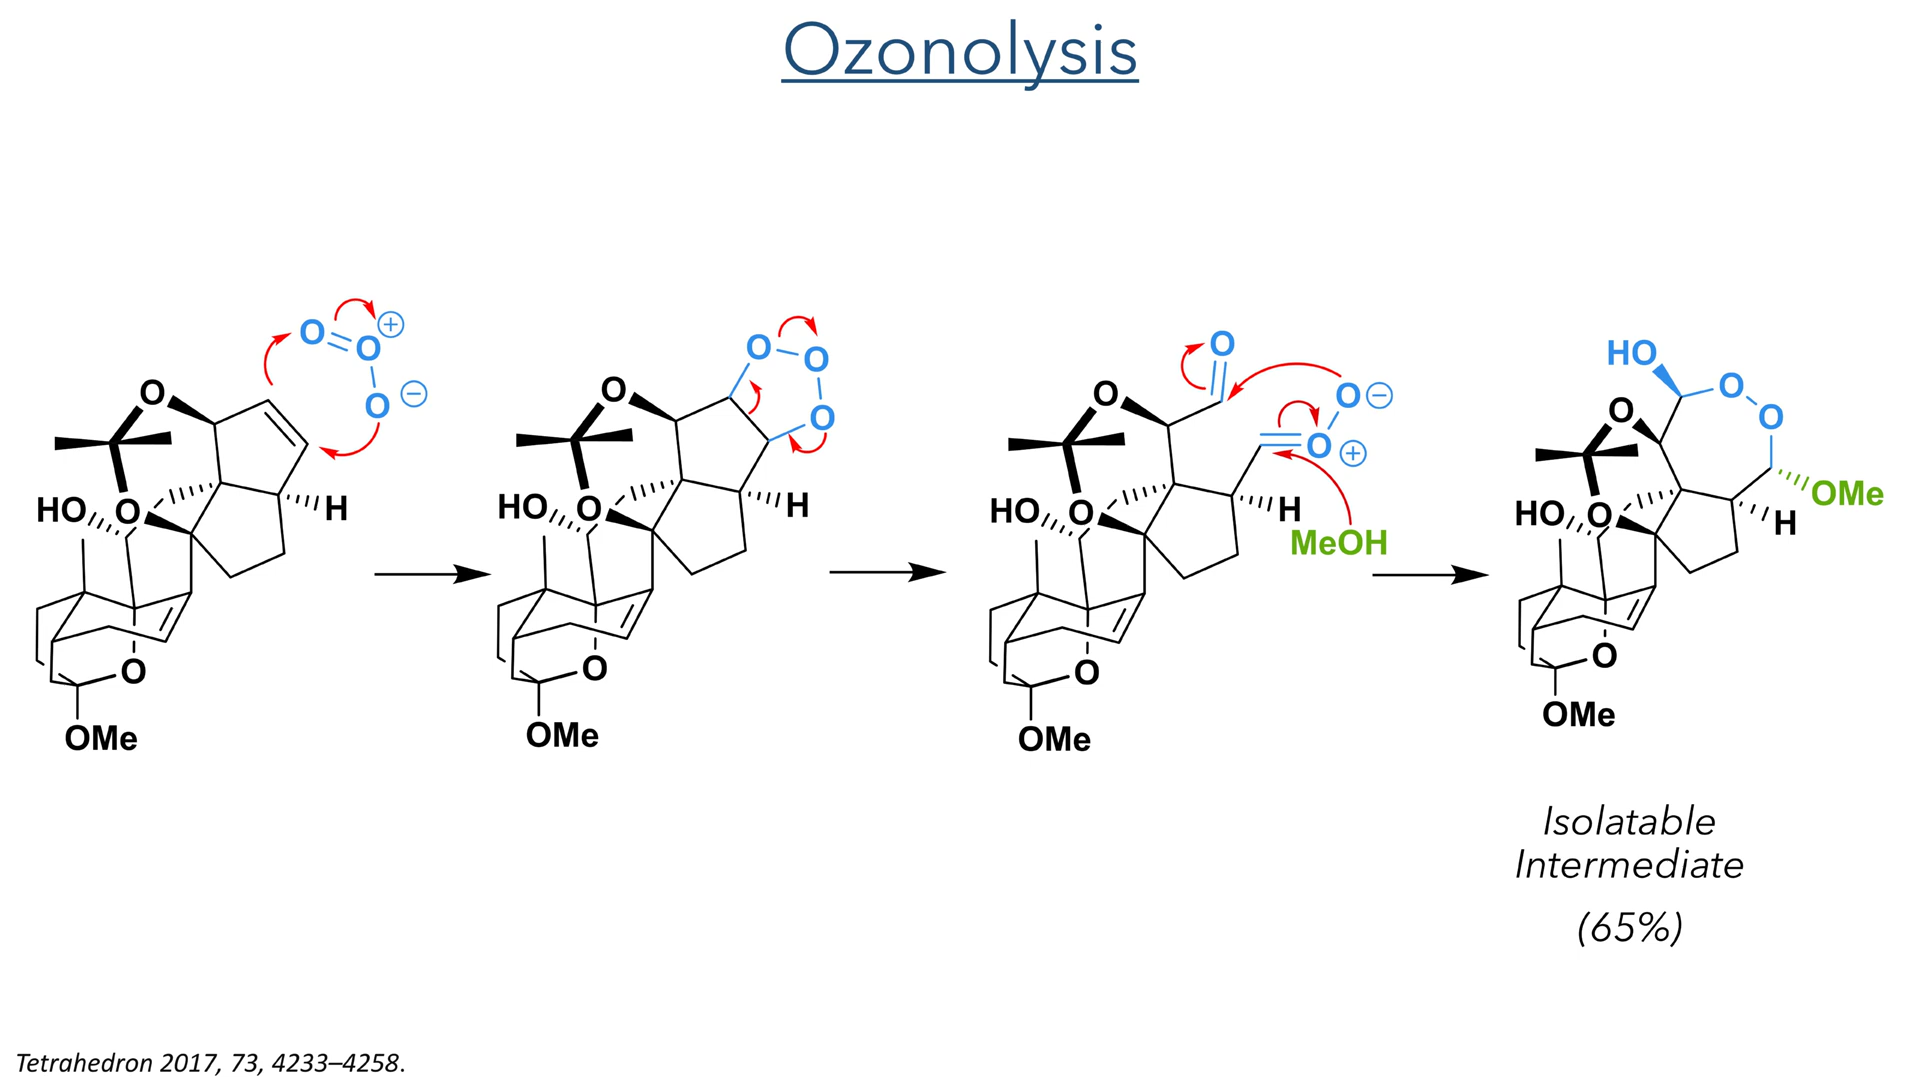 Ozonolysis
O
O
HO
O
H
O
OMe
O
O
⊕
O
⊖
O
O
HO
O
H
O
OMe
O
O
O
O
O
HO
O
H
O
OMe
O
O
⊖
O
⊕
MeOH
HO
O
O
O
OMe
HO
O
H
O
OMe
Isolatable
Intermediate
(65%)
Tetrahedron 2017, 73, 4233–4258.